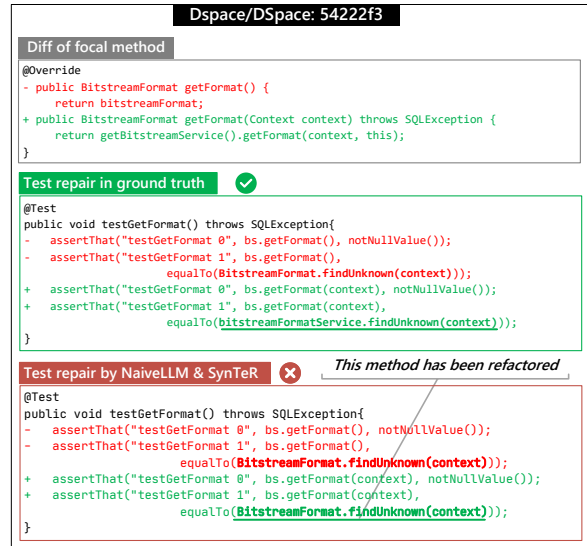 Dspace/DSpace: 54222f3
Diff of focal method
@Override
- public BitstreamFormat getFormat() {
return bitstreamFormat;
+ public BitstreamFormat getFormat(Context context) throws SQLException {
return getBitstreamService().getFormat(context, this);
}
Test repair in ground truth
@Test
public void testGetFormat() throws SQLException{
- assertThat("testGetFormat 0", bs.getFormat(), notNullValue());
- assertThat("testGetFormat 1", bs.getFormat(),
equalTo(BitstreamFormat.findUnknown(context)));
+ assertThat("testGetFormat 0", bs.getFormat(context), notNullValue());
+ assertThat("testGetFormat 1", bs.getFormat(context),
equalTo(bitstreamFormatService.findUnknown(context)));
}
Test repair by NaiveLLM & SynTeR
This method has been refactored
@Test
public void testGetFormat() throws SQLException{
- assertThat("testGetFormat 0", bs.getFormat(), notNullValue());
- assertThat("testGetFormat 1", bs.getFormat(),
equalTo(BitstreamFormat.findUnknown(context)));
+ assertThat("testGetFormat 0", bs.getFormat(context), notNullValue());
+ assertThat("testGetFormat 1", bs.getFormat(context),
equalTo(BitstreamFormat.findUnknown(context)));
}